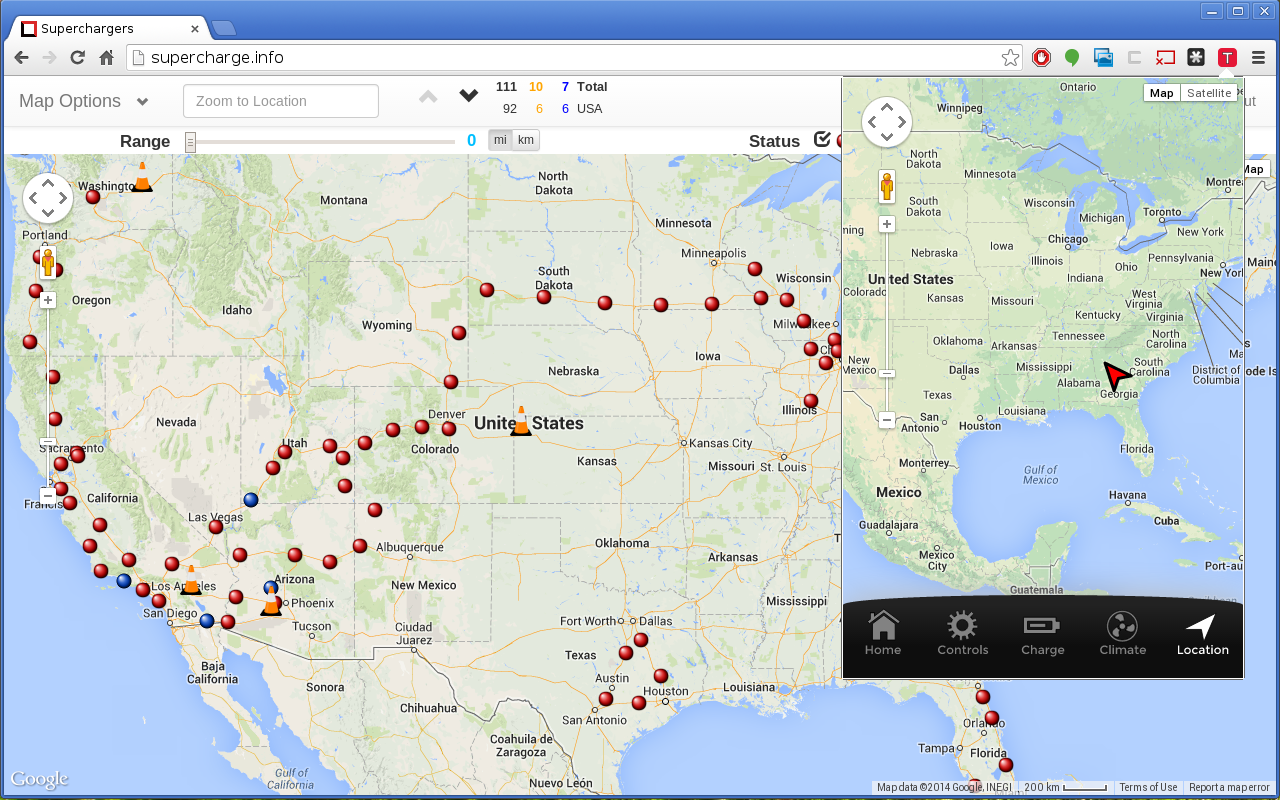 Superchargers
supercharge.info
Map Options
Zoom to Location
111 10 7 Total
92 6 6 USA
Range 0 mi km
Status
Washington
Portland
Oregon
Idaho
Montana
North Dakota
South Dakota
Minnesota
Minneapolis
Wisconsin
Milwaukee
Wyoming
Iowa
Nebraska
Illinois
Nevada
Utah
Denver
Colorado
United States
Kansas City
Kansas
Missouri
St. Louis
Sacramento
California
Las Vegas
Albuquerque
Oklahoma
Arkansas
Los Angeles
Arizona
New Mexico
Phoenix
San Diego
Tucson
Mississippi
Fort Worth
Dallas
Ciudad Juarez
Texas
Baja California
Sonora
Austin
Houston
Louisiana
San Antonio
Chihuahua
Coahuila de Zaragoza
Gulf of California
Nuevo León
Orlando
Tampa
Florida
Google
Map data ©2014 Google, INEGI
200 km
Terms of Use
Report a map error
Map Satellite
Ontario
Winnipeg
North Dakota
Minnesota
South Dakota
Wisconsin
Michigan
Toronto
New York
Chicago
Iowa
Nebraska
Illinois
Ohio
Pennsylvania
Indiana
United States
Kansas
Missouri
West Virginia
Kentucky
Virginia
Tennessee
North Carolina
Oklahoma
Arkansas
New Mexico
Dallas
Mississippi
South Carolina
Alabama
Georgia
District of Columbia
Texas
Louisiana
San Antonio
Houston
Florida
Monterrey
Gulf of Mexico
Mexico
Havana
Guadalajara
Cuba
Mexico City
Guatemala
Home
Controls
Charge
Climate
Location